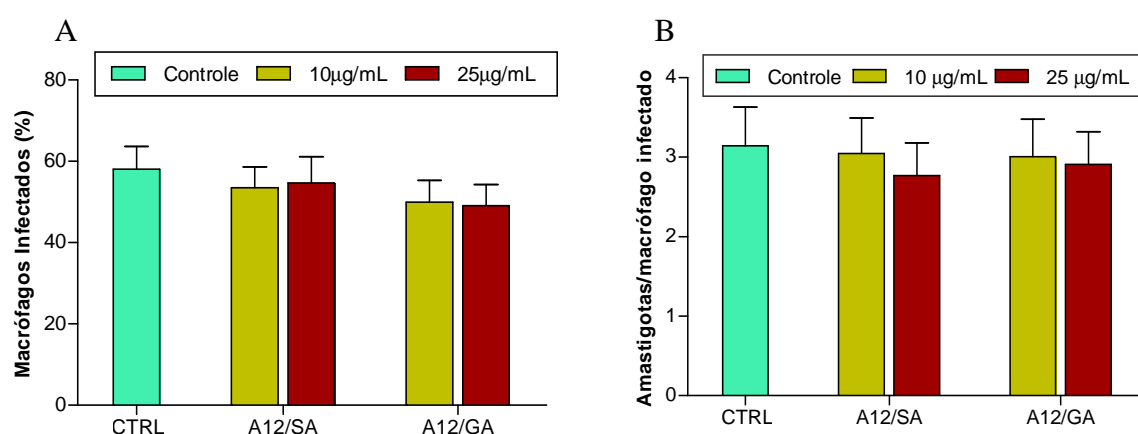 A
Controle 10µg/mL 25µg/mL
Macrófagos Infectados (%)
80
60
40
20
0
CTRL A12/SA A12/GA
B
Controle 10 µg/mL 25 µg/mL
Amastigotas/macrófago infectado
4
3
2
1
0
CTRL A12/SA A12/GA